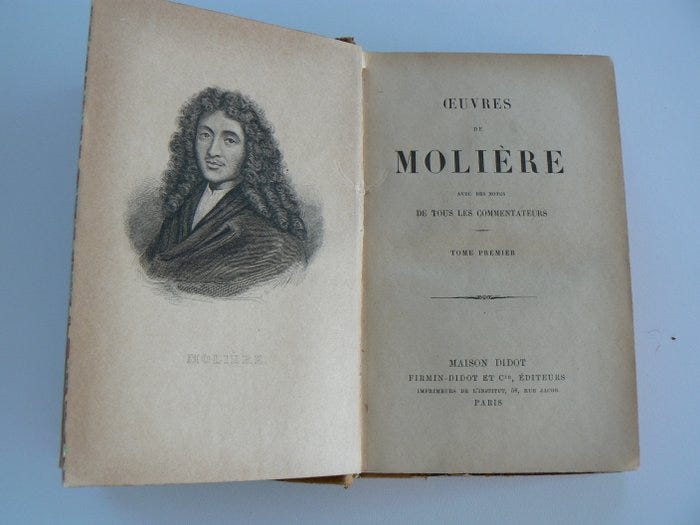 MOLIÈRE.
ŒUVRES
DE
MOLIÈRE
AVEC DES NOTES
DE TOUS LES COMMENTATEURS
TOME PREMIER
MAISON DIDOT
FIRMIN-DIDOT ET Cie, ÉDITEURS
IMPRIMEURS DE L'INSTITUT, 56, RUE JACOB
PARIS